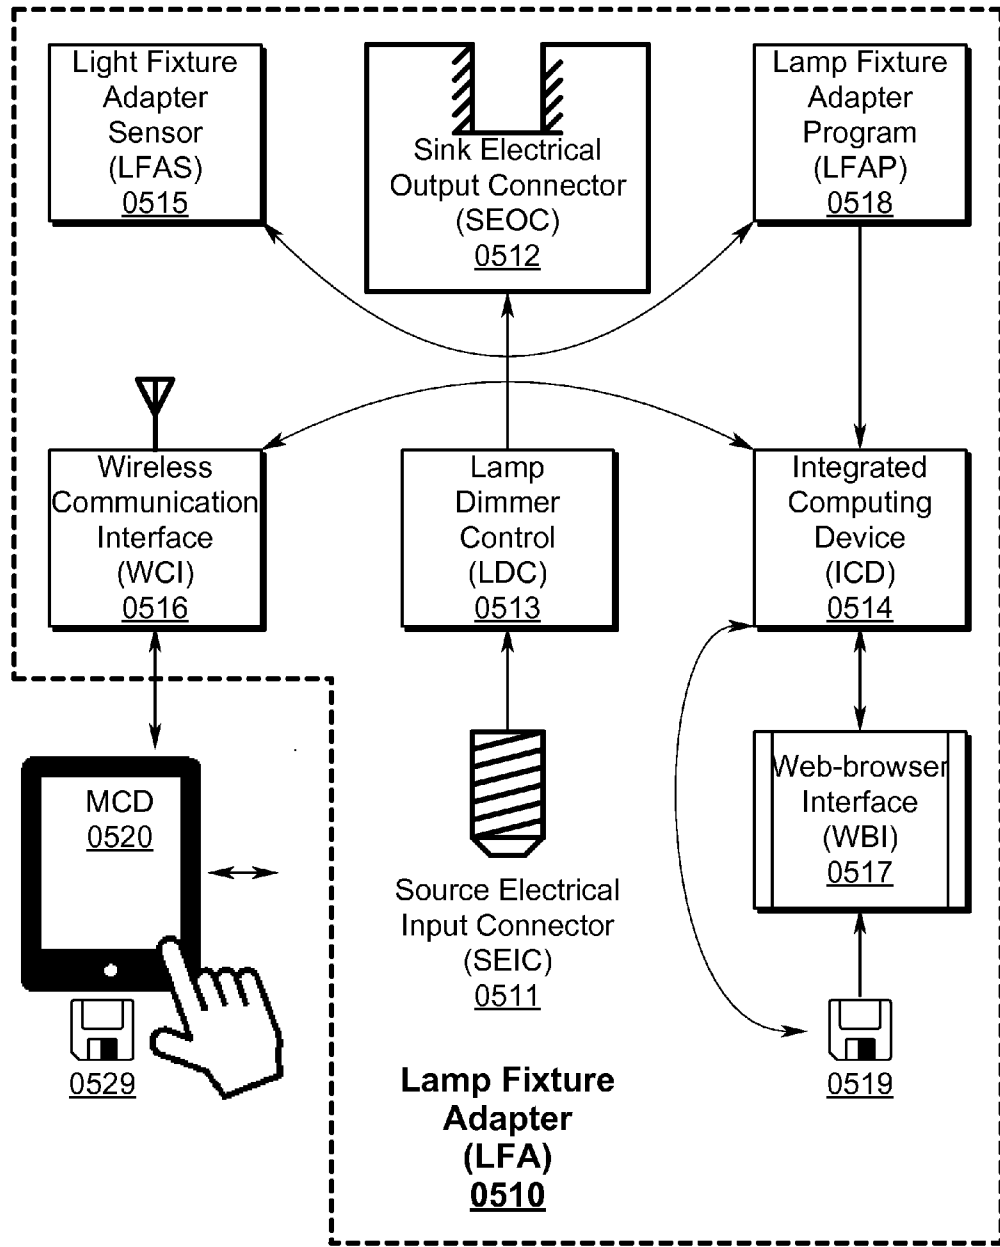 Light Fixture
Adapter
Sensor
(LFAS)
0515
Sink Electrical
Output Connector
(SEOC)
0512
Lamp Fixture
Adapter
Program
(LFAP)
0518
Wireless
Communication
Interface
(WCI)
0516
Lamp
Dimmer
Control
(LDC)
0513
Integrated
Computing
Device
(ICD)
0514
MCD
0520
Source Electrical
Input Connector
(SEIC)
0511
Web-browser
Interface
(WBI)
0517
0529
0519
Lamp Fixture
Adapter
(LFA)
0510